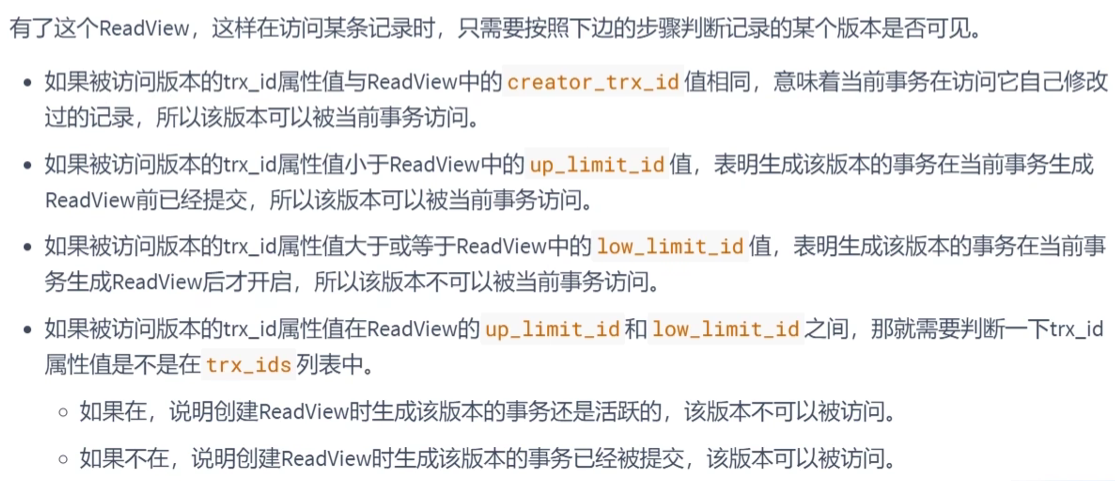 有了这个ReadView，这样在访问某条记录时，只需要按照下边的步骤判断记录的某个版本是否可见。
• 如果被访问版本的trx_id属性值与ReadView中的 creator_trx_id 值相同，意味着当前事务在访问它自己修改
过的记录，所以该版本可以被当前事务访问。
• 如果被访问版本的trx_id属性值小于ReadView中的 up_limit_id 值，表明生成该版本的事务在当前事务生成
ReadView前已经提交，所以该版本可以被当前事务访问。
• 如果被访问版本的trx_id属性值大于或等于ReadView中的 low_limit_id 值，表明生成该版本的事务在当前事
务生成ReadView后才开启，所以该版本不可以被当前事务访问。
• 如果被访问版本的trx_id属性值在ReadView的 up_limit_id 和 low_limit_id 之间，那就需要判断一下trx_id
属性值是不是在 trx_ids 列表中。
○ 如果在，说明创建ReadView时生成该版本的事务还是活跃的，该版本不可以被访问。
○ 如果不在，说明创建ReadView时生成该版本的事务已经被提交，该版本可以被访问。